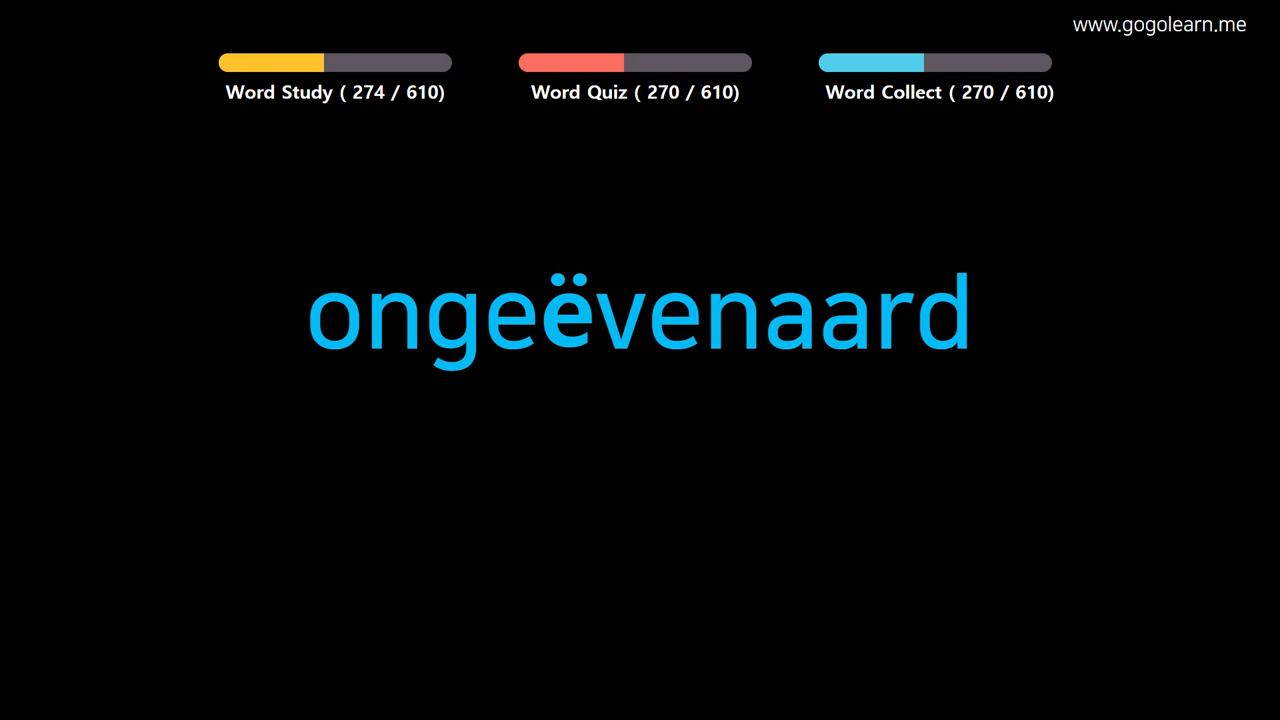 www.gogolearn.me
Word Study ( 274 / 610)
Word Quiz ( 270 / 610)
Word Collect ( 270 / 610)
ongeëvenaard